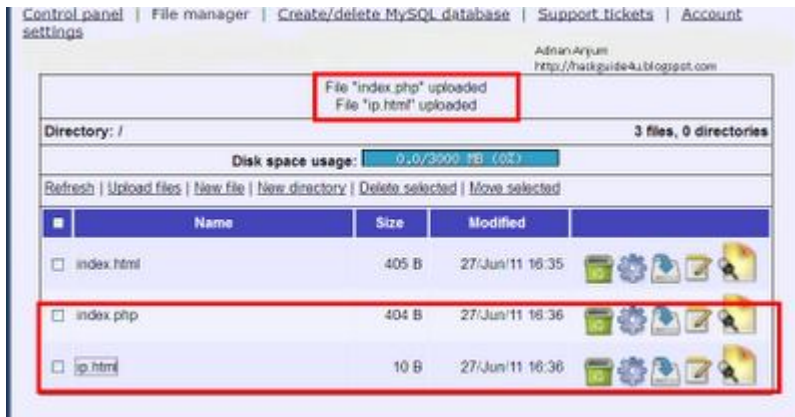 Control panel | File manager | Create/delete MySQL database | Support tickets | Account
settings
Adnan Anjum
http://hackguide4u.blogspot.com
File "index.php" uploaded
File "ip.html" uploaded
Directory: / 3 files, 0 directories
Disk space usage: 0.0/3000 MB (0%)
Refresh | Upload files | New file | New directory | Delete selected | Move selected
Name Size Modified
index.html 405 B 27/Jun/11 16:35
index.php 404 B 27/Jun/11 16:36
ip.html 10 B 27/Jun/11 16:36